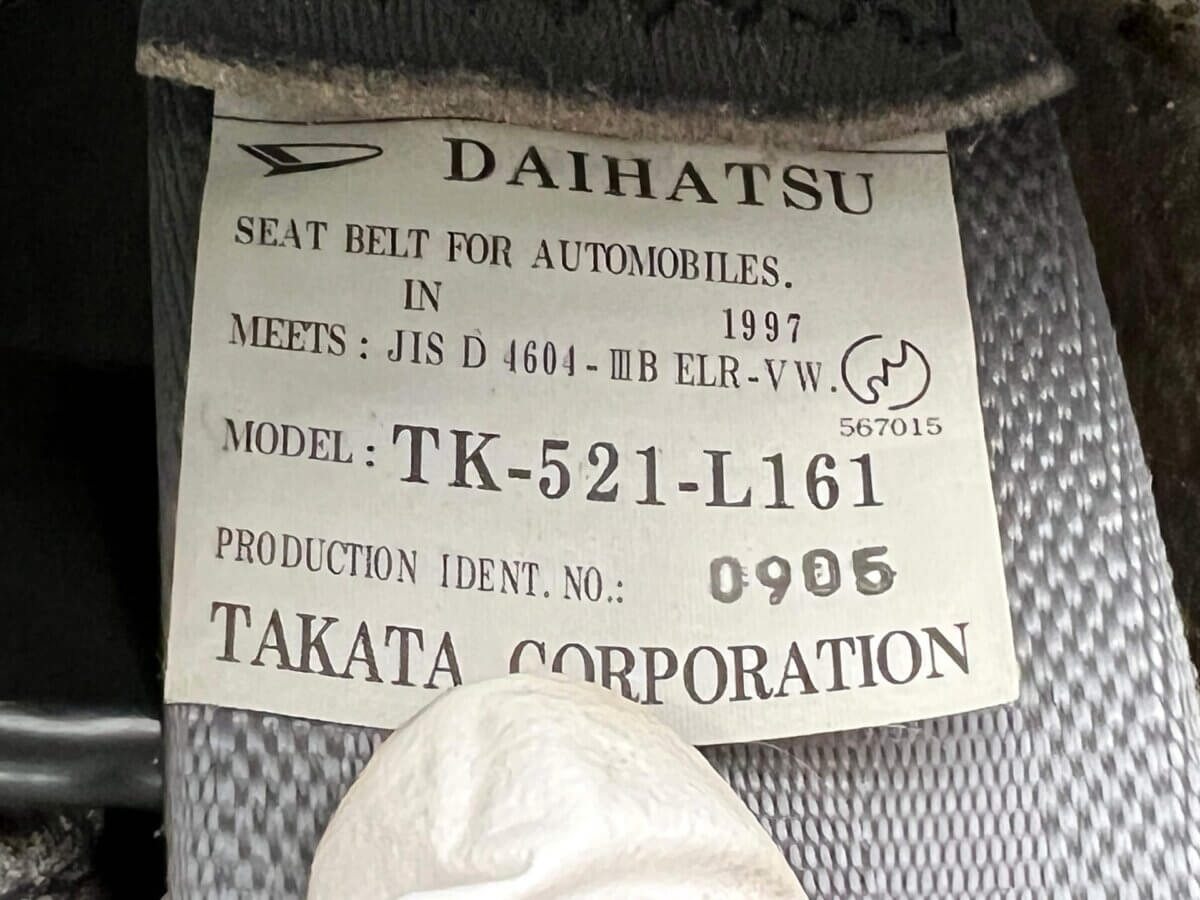 DAIHATSU
SEAT BELT FOR AUTOMOBILES.
IN 1997
MEETS : JIS D 4604-ⅢB ELR-VW.
567015
MODEL : TK-521-L161
PRODUCTION IDENT. NO.: 0905
TAKATA CORPORATION